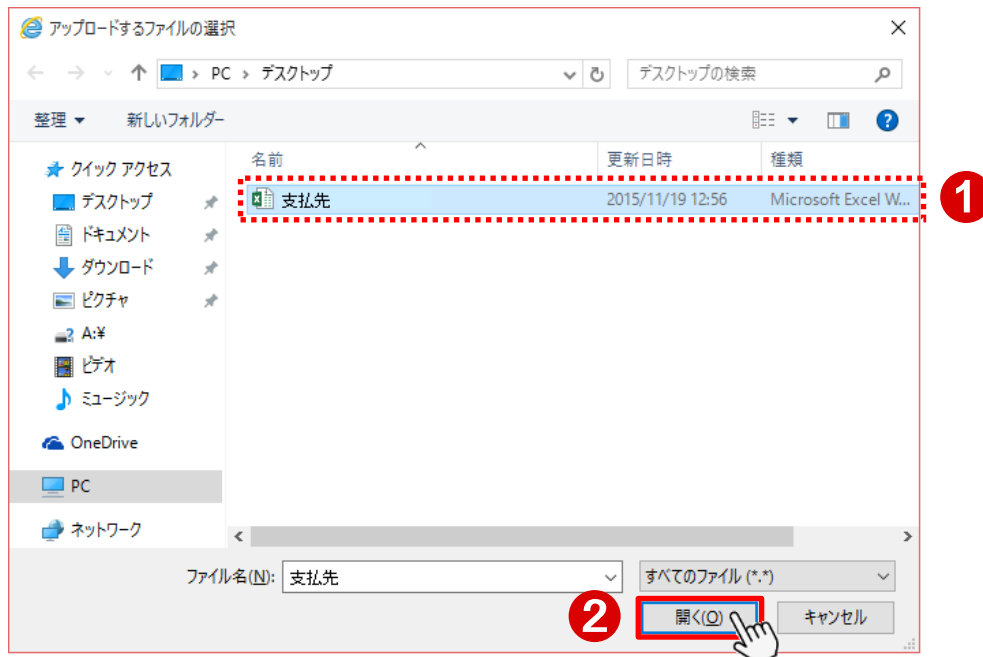 アップロードするファイルの選択
PC › デスクトップ
デスクトップの検索
整理
新しいフォルダー
名前
更新日時
種類
クイック アクセス
デスクトップ
ドキュメント
ダウンロード
ピクチャ
A:¥
ビデオ
ミュージック
OneDrive
PC
ネットワーク
支払先
2015/11/19 12:56
Microsoft Excel W...
1
ファイル名(N):
支払先
すべてのファイル (*.*)
2
開く(O)
キャンセル